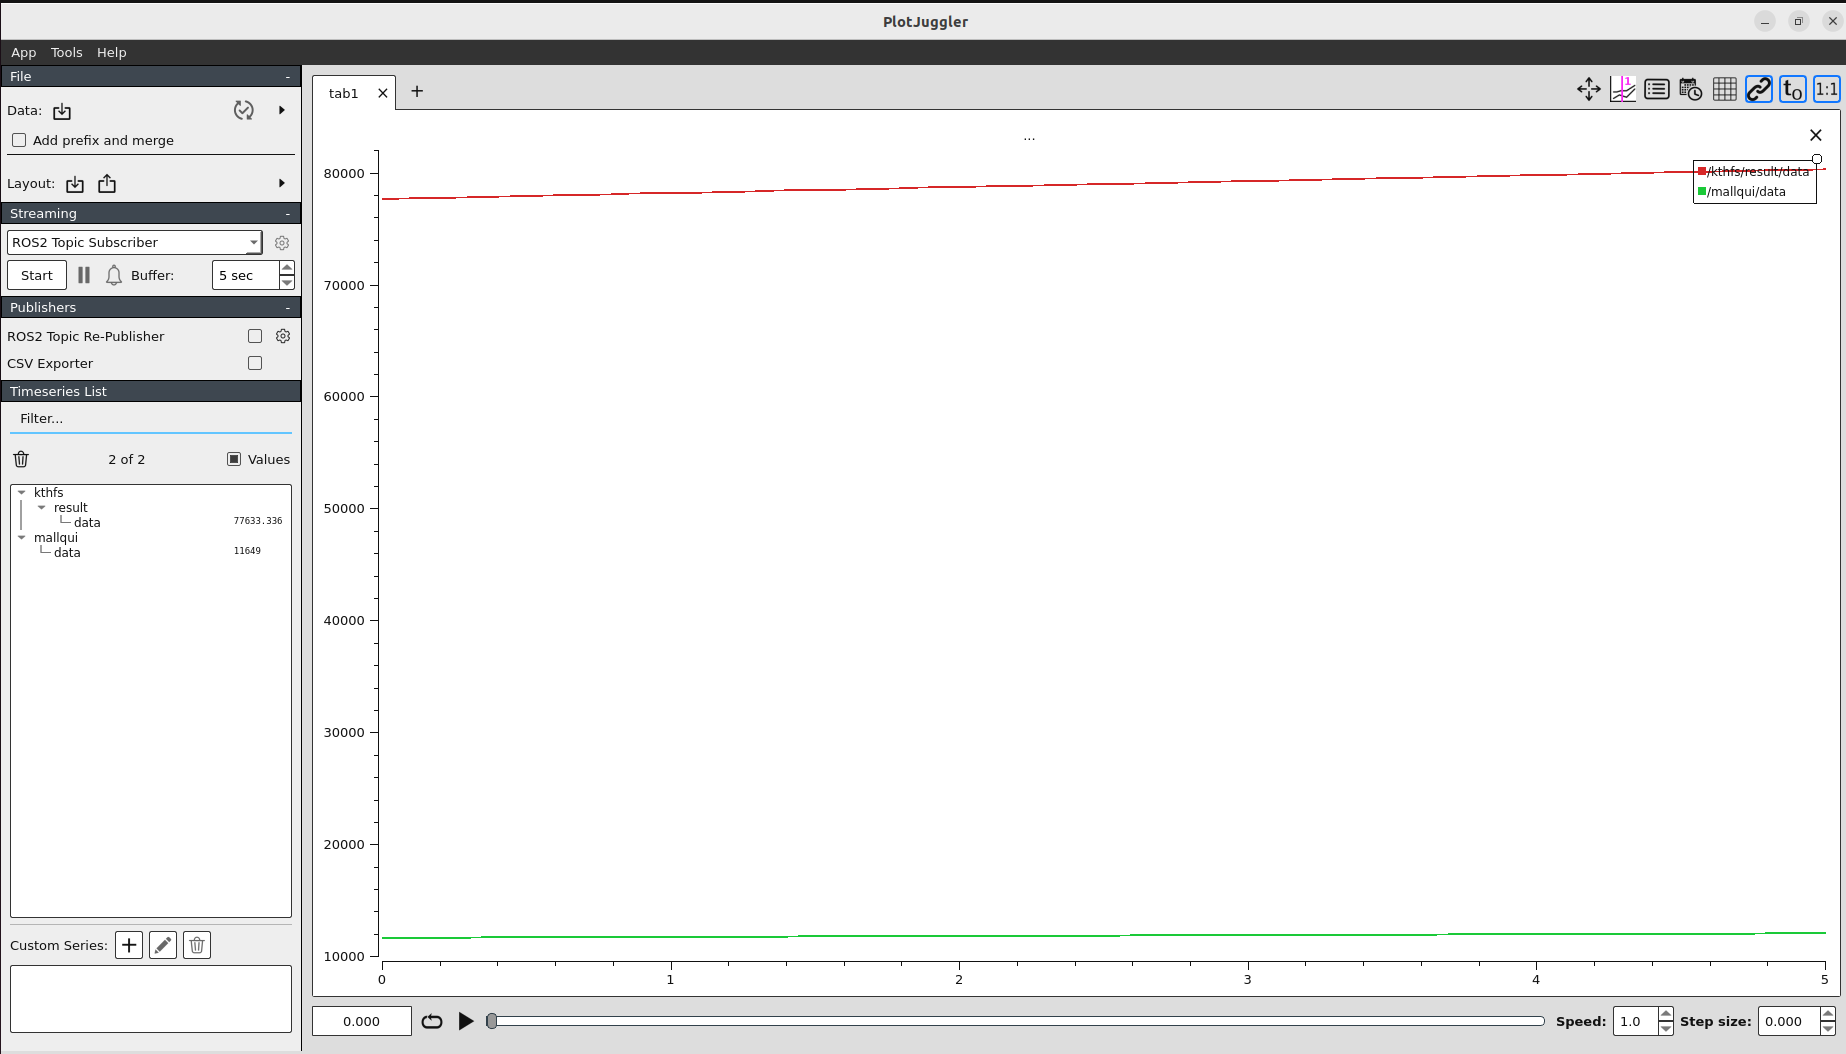 PlotJuggler
App Tools Help
File -
Data:
Add prefix and merge
Layout:
Streaming -
ROS2 Topic Subscriber
Start Buffer: 5 sec
Publishers -
ROS2 Topic Re-Publisher
CSV Exporter
Timeseries List
Filter...
2 of 2 Values
kthfs
result
data 77633.336
mallqui
data 11649
Custom Series:
tab1
1
to
1:1
...
/kthfs/result/data
/mallqui/data
80000
70000
60000
50000
40000
30000
20000
10000
0 1 2 3 4 5
0.000 Speed: 1.0 Step size: 0.000